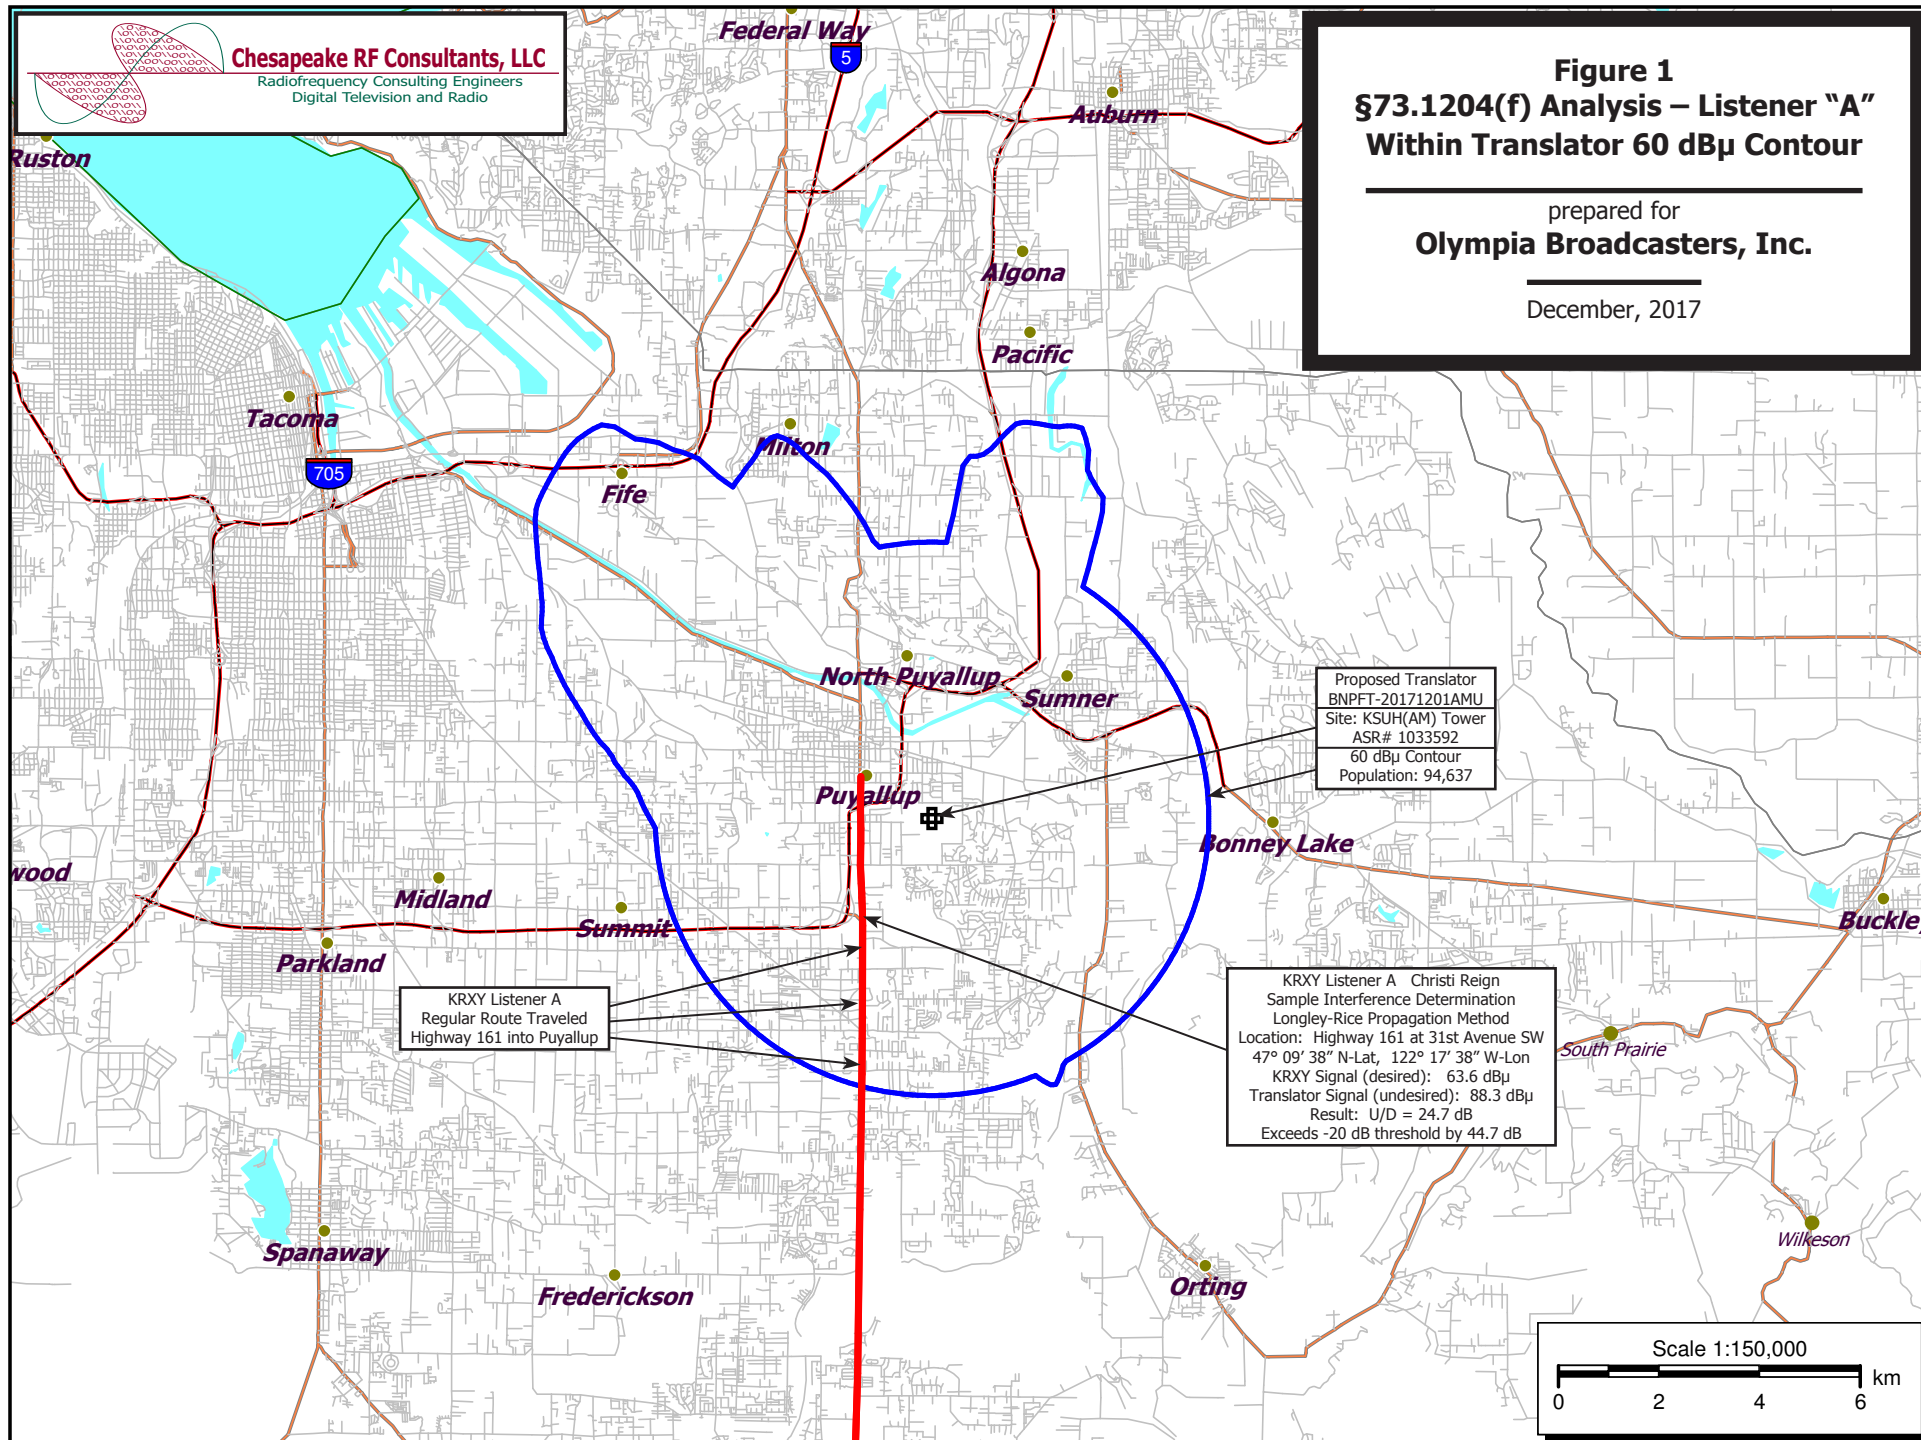 Chesapeake RF Consultants, LLC
Radiofrequency Consulting Engineers
Digital Television and Radio
Figure 1
§73.1204(f) Analysis – Listener “A”
Within Translator 60 dBµ Contour
prepared for
Olympia Broadcasters, Inc.
December, 2017
Federal Way
5
Auburn
Ruston
Algona
Pacific
Tacoma
705
Milton
Fife
North Puyallup
Sumner
Proposed Translator
BNPFT-20171201AMU
Site: KSUH(AM) Tower
ASR# 1033592
60 dBµ Contour
Population: 94,637
Puyallup
Bonney Lake
wood
Midland
Summit
Buckle
Parkland
KRXY Listener A
Regular Route Traveled
Highway 161 into Puyallup
KRXY Listener A   Christi Reign
Sample Interference Determination
Longley-Rice Propagation Method
Location:  Highway 161 at 31st Avenue SW
47° 09’ 38” N-Lat,  122° 17’ 38” W-Lon
KRXY Signal (desired):   63.6 dBµ
Translator Signal (undesired):  88.3 dBµ
Result:  U/D = 24.7 dB
Exceeds -20 dB threshold by 44.7 dB
South Prairie
Wilkeson
Spanaway
Frederickson
Orting
Scale 1:150,000
km
0 2 4 6